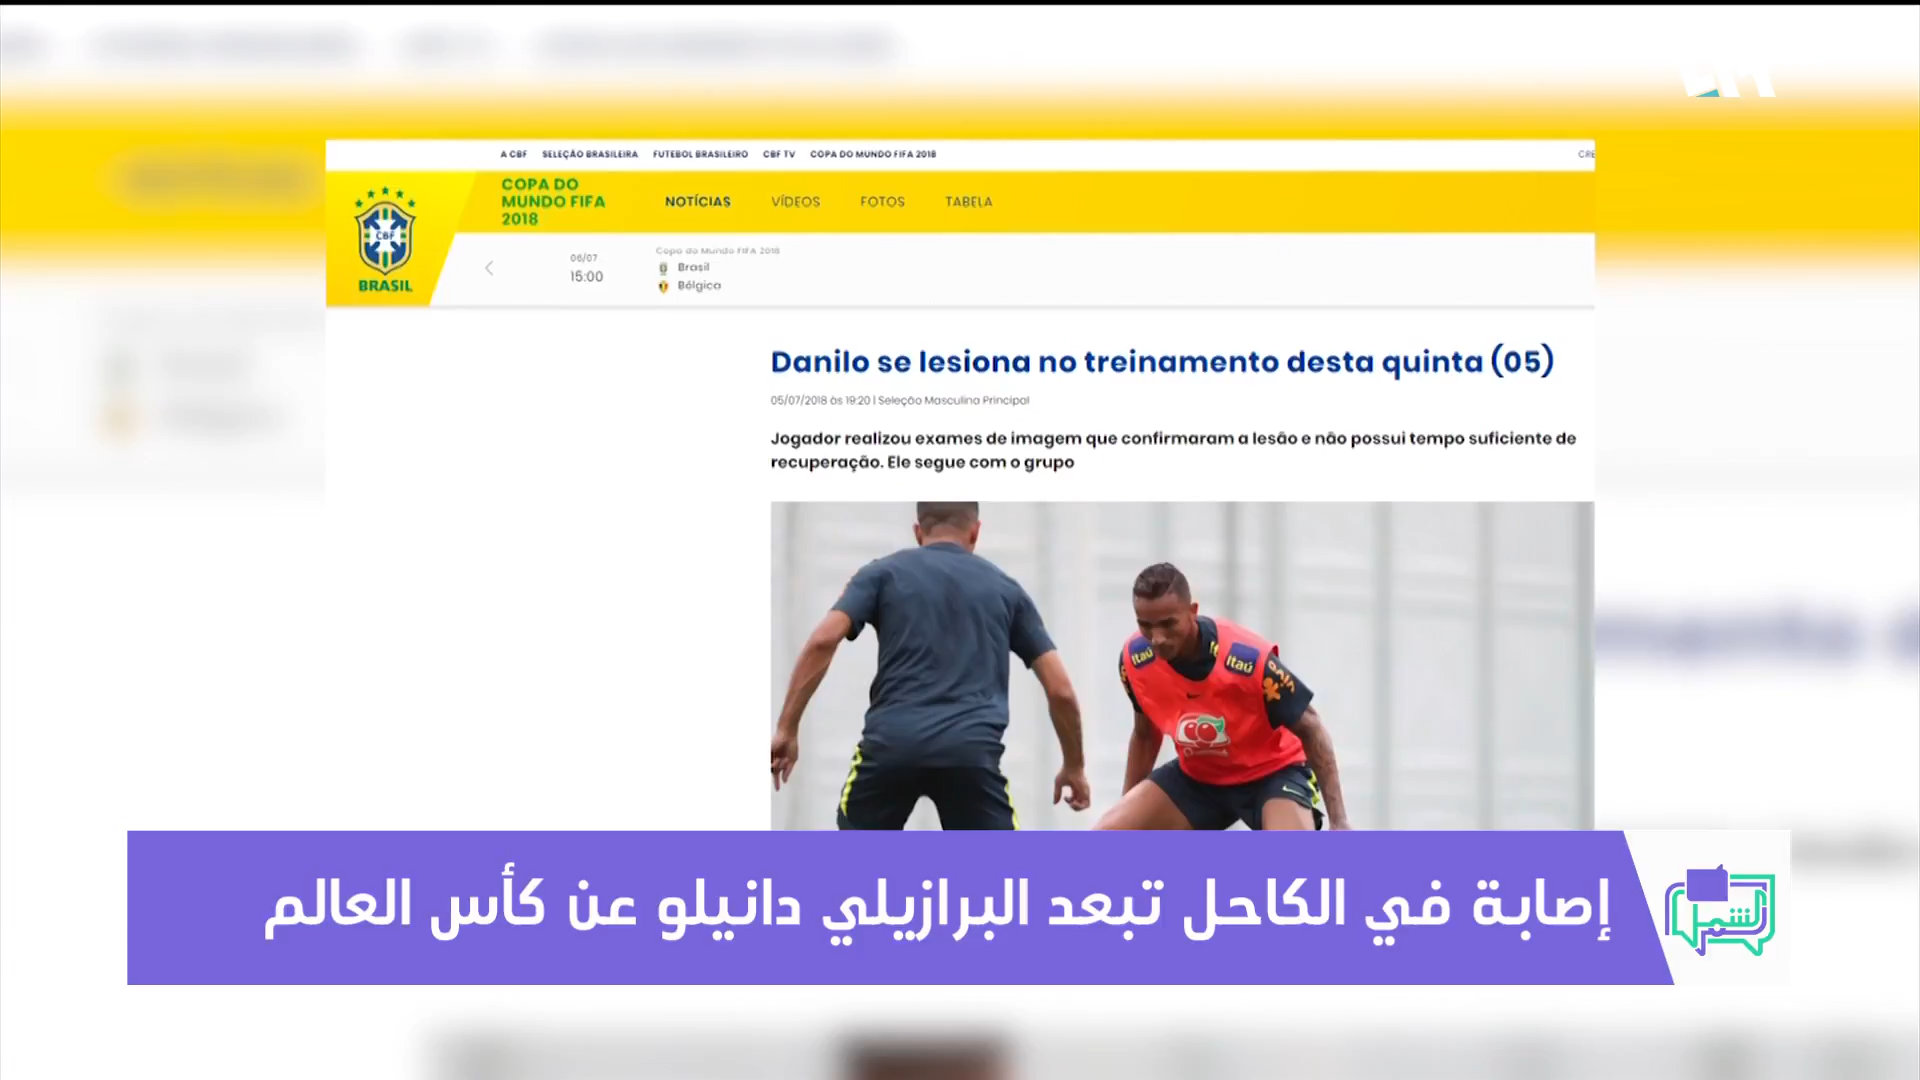 A CBF SELEÇÃO BRASILEIRA FUTEBOL BRASILEIRO CBF TV COPA DO MUNDO FIFA 2018
COPA DO
MUNDO FIFA
2018
NOTÍCIAS VÍDEOS FOTOS TABELA
CBF
BRASIL
06/07
15:00
Copa do Mundo FIFA 2018
Brasil
Bélgica
Danilo se lesiona no treinamento desta quinta (05)
05/07/2018 às 19:20 | Seleção Masculina Principal
Jogador realizou exames de imagem que confirmaram a lesão e não possui tempo suficiente de
recuperação. Ele segue com o grupo
Itaú
Itaú
vivo
إصابة في الكاحل تبعد البرازيلي دانيلو عن كأس العالم